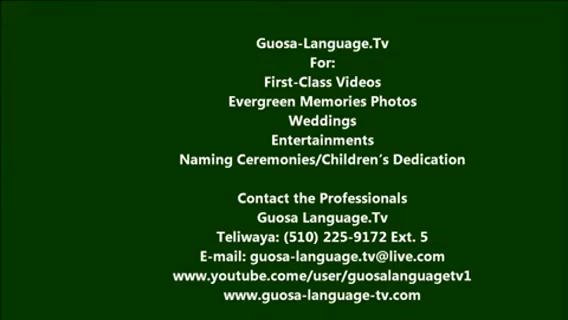 Guosa-Language.Tv
For:
First-Class Videos
Evergreen Memories Photos
Weddings
Entertainments
Naming Ceremonies/Children's Dedication
Contact the Professionals
Guosa Language.Tv
Teliwaya: (510) 225-9172 Ext. 5
E-mail: guosa-language.tv@live.com
www.youtube.come/user/guosalanguagetv1
www.guosa-language-tv.com